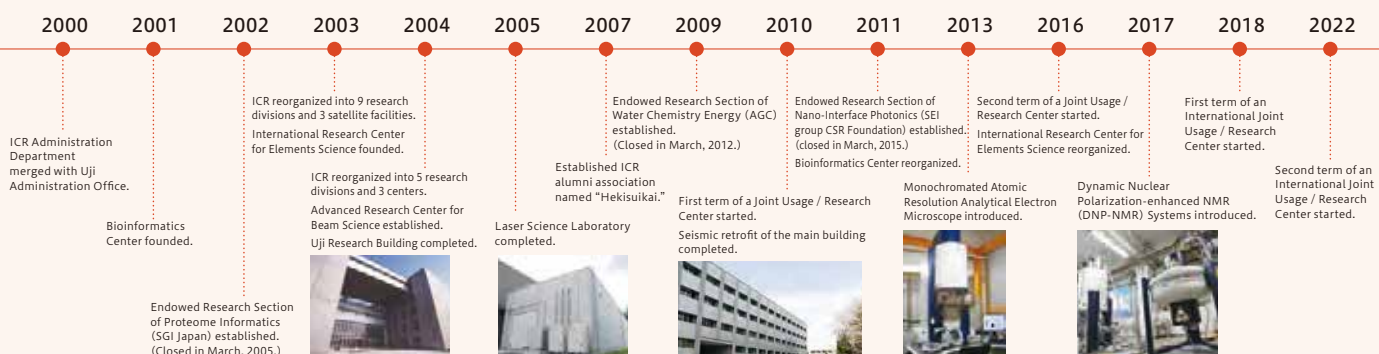 2000 2001 2002 2003 2004 2005 2007 2009 2010 2011 2013 2016 2017 2018 2022
ICR Administration
Department
merged with Uji
Administration Office.
Bioinformatics
Center founded.
Endowed Research Section
of Proteome Informatics
(SGI Japan) established.
(Closed in March, 2005.)
ICR reorganized into 9 research
divisions and 3 satellite facilities.
International Research Center
for Elements Science founded.
ICR reorganized into 5 research
divisions and 3 centers.
Advanced Research Center for
Beam Science established.
Uji Research Building completed.
Laser Science Laboratory
completed.
Established ICR
alumni association
named “Hekisuikai.”
Endowed Research Section of
Water Chemistry Energy (AGC)
established.
(Closed in March, 2012.)
First term of a Joint Usage / Research
Center started.
Seismic retrofit of the main building
completed.
Endowed Research Section of
Nano-Interface Photonics (SEI
group CSR Foundation) established.
(closed in March, 2015.)
Bioinformatics Center reorganized.
Monochromated Atomic
Resolution Analytical Electron
Microscope introduced.
Second term of a Joint Usage /
Research Center started.
International Research Center for
Elements Science reorganized.
Dynamic Nuclear
Polarization-enhanced NMR
(DNP-NMR) Systems introduced.
First term of an
International Joint
Usage / Research
Center started.
Second term of an
International Joint
Usage / Research
Center started.